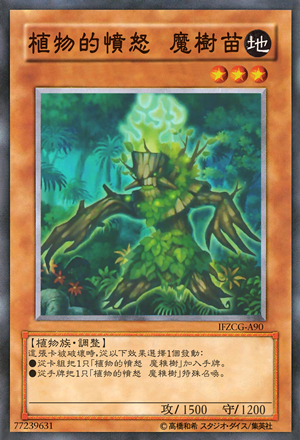 植物的憤怒 魔樹苗
地
IFZCG-A90
【植物族・調整】
這張卡被破壞時,從以下效果選擇1個發動:
●從卡組把1只「植物的憤怒 魔樹」加入手牌。
●從手牌把1只「植物的憤怒 魔樹」特殊召喚。
攻/1500 守/1200
77239631
©高橋和希 スタジオ・ダイス/集英社